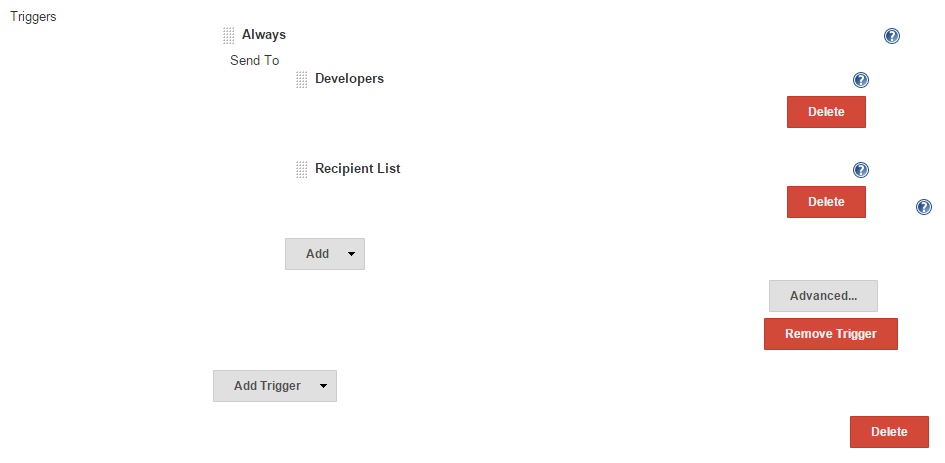 Triggers
Always
?
Send To
Developers
?
Delete
Recipient List
?
Delete
?
Add
Advanced...
Remove Trigger
Add Trigger
Delete